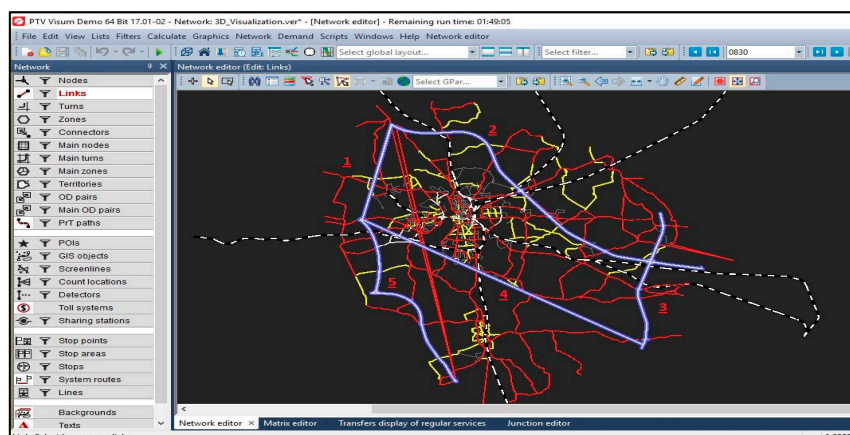 PTV Visum Demo 64 Bit 17.01-02 - Network: 3D_Visualization.ver* - [Network editor] - Remaining run time: 01:49:05
File Edit View Lists Filters Calculate Graphics Network Demand Scripts Windows Help Network editor
Select global layout... Select filter... 0830
Network
Network editor (Edit: Links)
Select GPar...
Nodes
Links
Turns
Zones
Connectors
Main nodes
Main turns
Main zones
Territories
OD pairs
Main OD pairs
PrT paths
POIs
GIS objects
Screenlines
Count locations
Detectors
Toll systems
Sharing stations
Stop points
Stop areas
Stops
System routes
Lines
Backgrounds
Texts
1
2
3
4
5
Network editor × Matrix editor Transfers display of regular services Junction editor